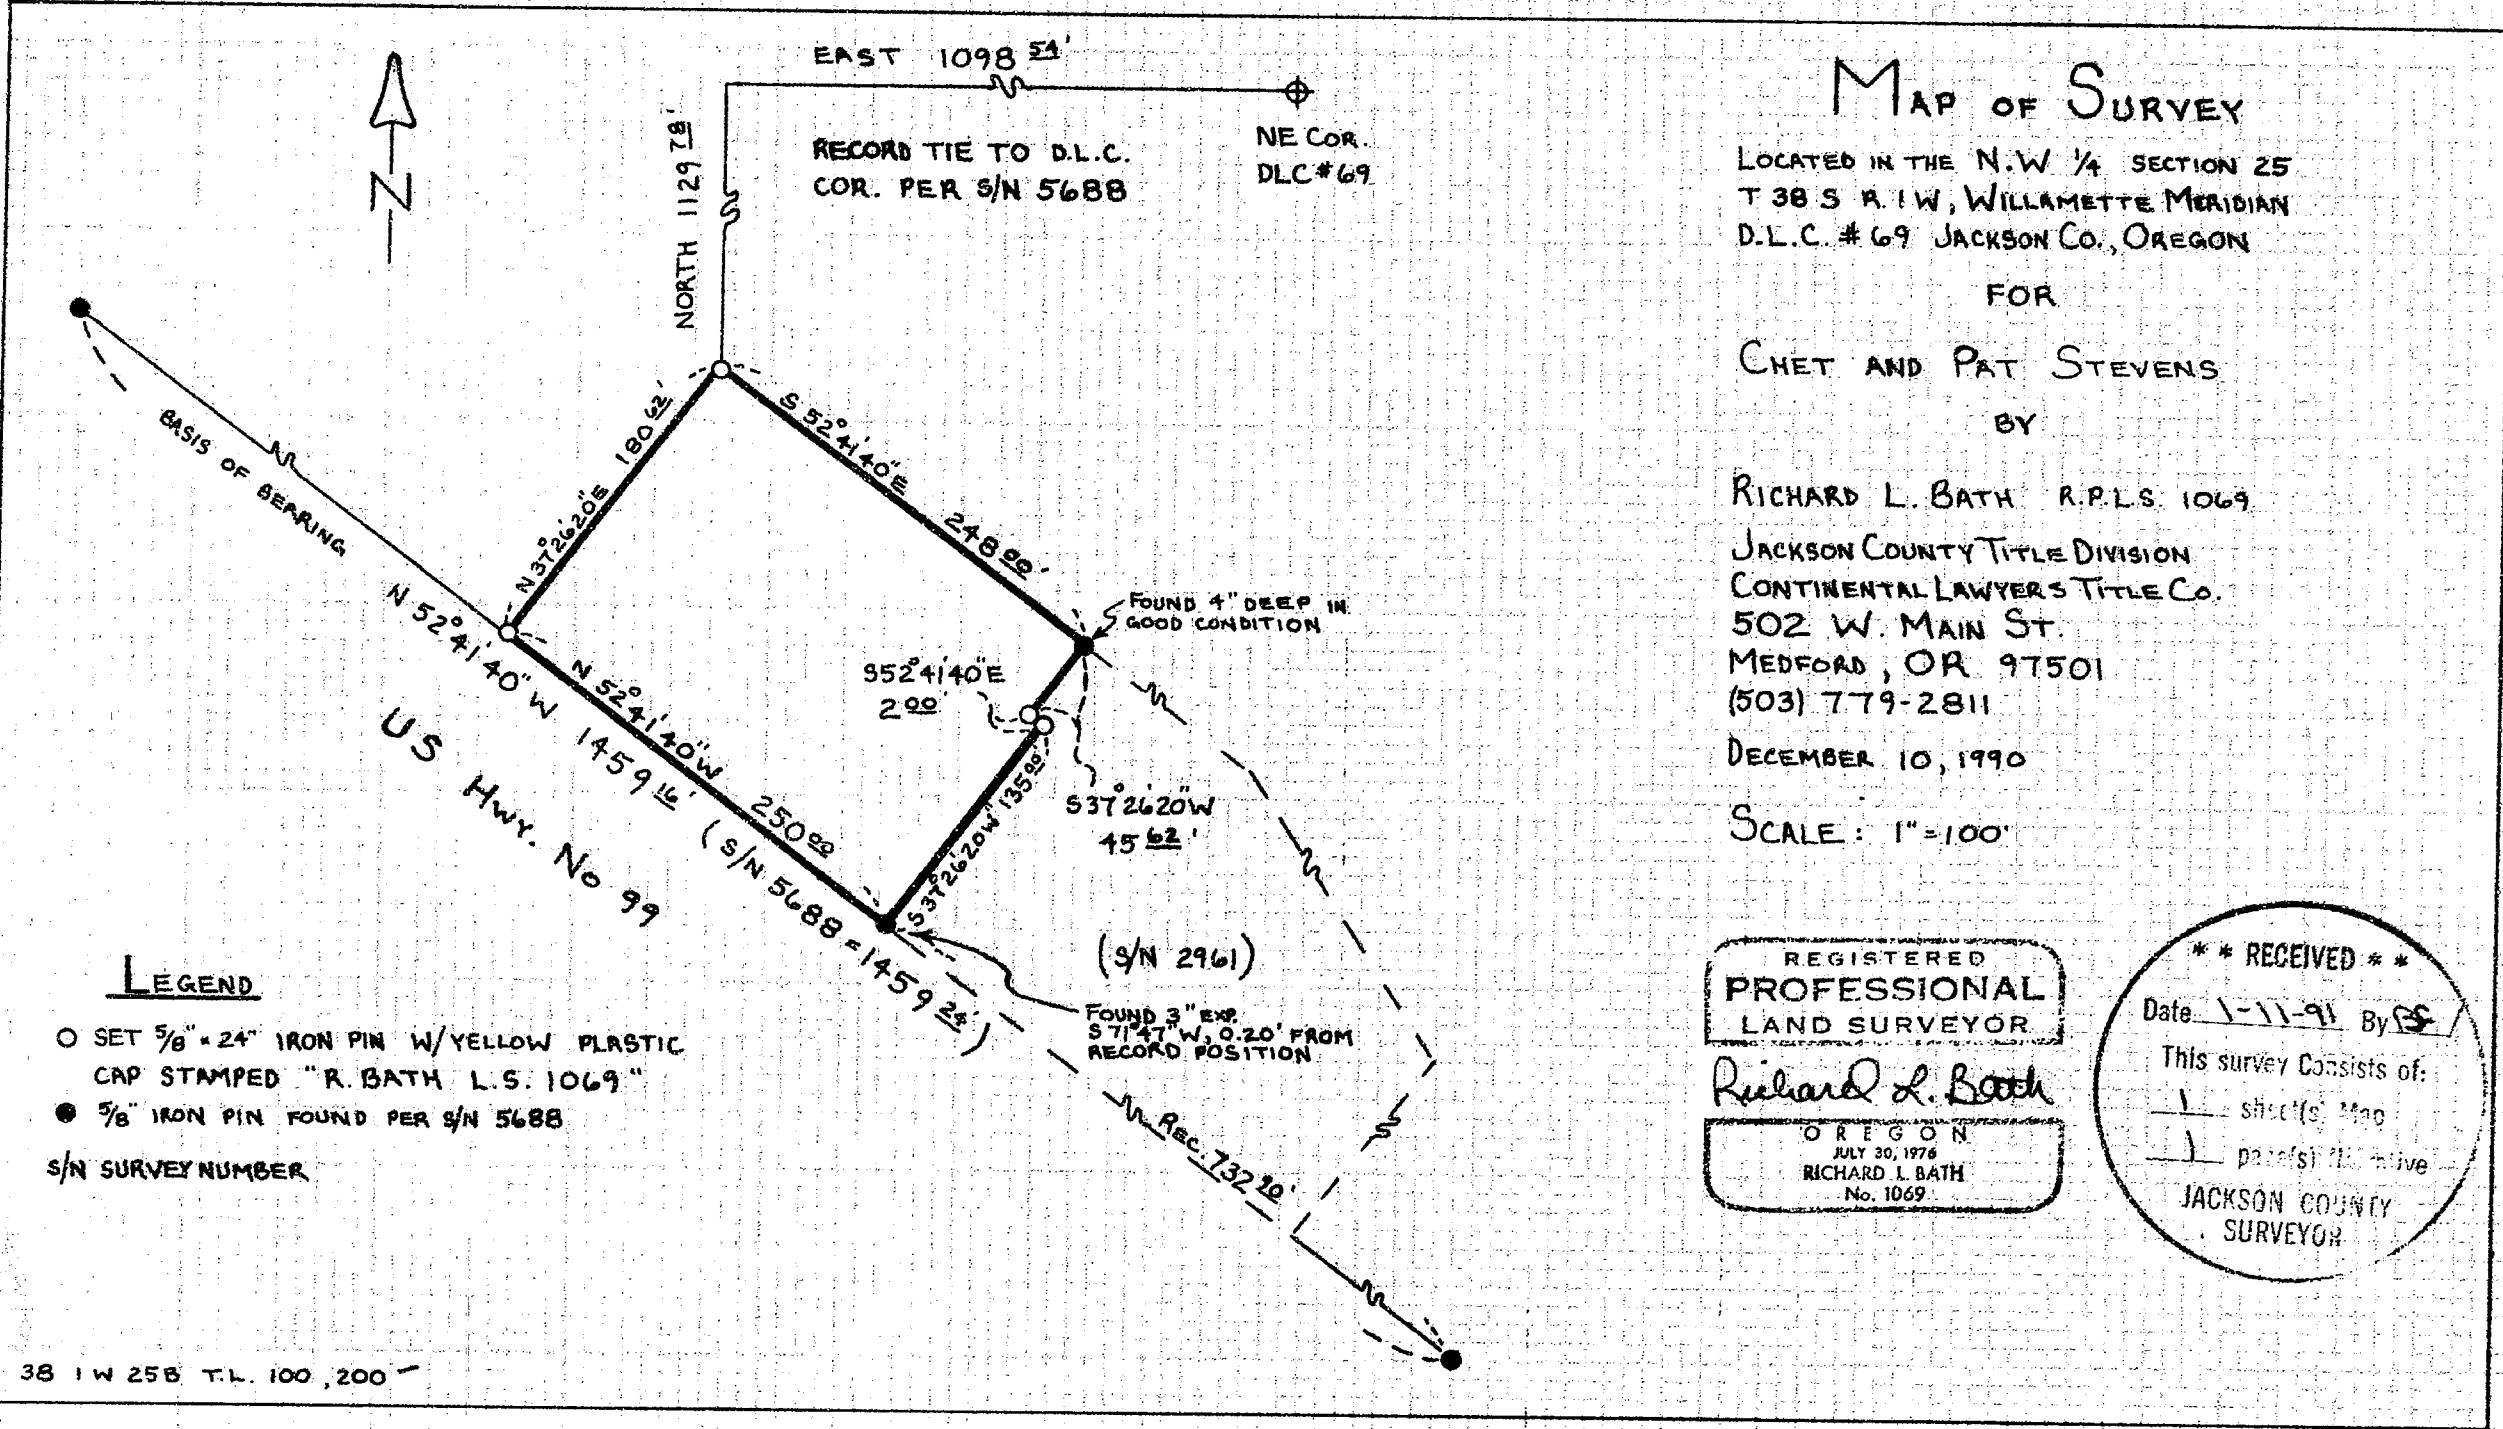 EAST 1098 54'
NORTH 1129 78'
RECORD TIE TO D.L.C.
COR. PER S/N 5688
NE COR.
DLC #69
N
BASIS OF BEARING
N 37°26'20"E 180 62'
S 52°41'40"E 248 00'
FOUND 4" DEEP IN
GOOD CONDITION
S52°41'40"E
2 00'
S37°26'20"W
45 62'
S 37°26'20"W 135 00'
N 52°41'40"W 250 00
N 52°41'40"W 1459 16' (S/N 5688 = 1459 24')
US HWY. No 99
(S/N 2961)
FOUND 3" EXP.
S 71°47"W, 0.20' FROM
RECORD POSITION
REC. 732 90'
LEGEND
SET 5/8" x 24" IRON PIN W/YELLOW PLASTIC
CAP STAMPED "R. BATH L.S. 1069"
5/8" IRON PIN FOUND PER S/N 5688
S/N SURVEY NUMBER
38 1W 25B T.L. 100, 200
MAP OF SURVEY
LOCATED IN THE N.W 1/4 SECTION 25
T 38 S R. 1 W, WILLAMETTE MERIDIAN
D.L.C. #69 JACKSON CO., OREGON
FOR
CHET AND PAT STEVENS
BY
RICHARD L. BATH R.P.L.S. 1069
JACKSON COUNTY TITLE DIVISION
CONTINENTAL LAWYERS TITLE CO.
502 W. MAIN ST.
MEDFORD, OR 97501
(503) 779-2811
DECEMBER 10, 1990
SCALE: 1"=100'
REGISTERED
PROFESSIONAL
LAND SURVEYOR
Richard L. Bath
OREGON
JULY 30, 1976
RICHARD L. BATH
No. 1069
* * RECEIVED * *
Date 1-11-91 By
This survey Consists of:
1 sheet(s) Map
1 page(s)
JACKSON COUNTY
SURVEYOR